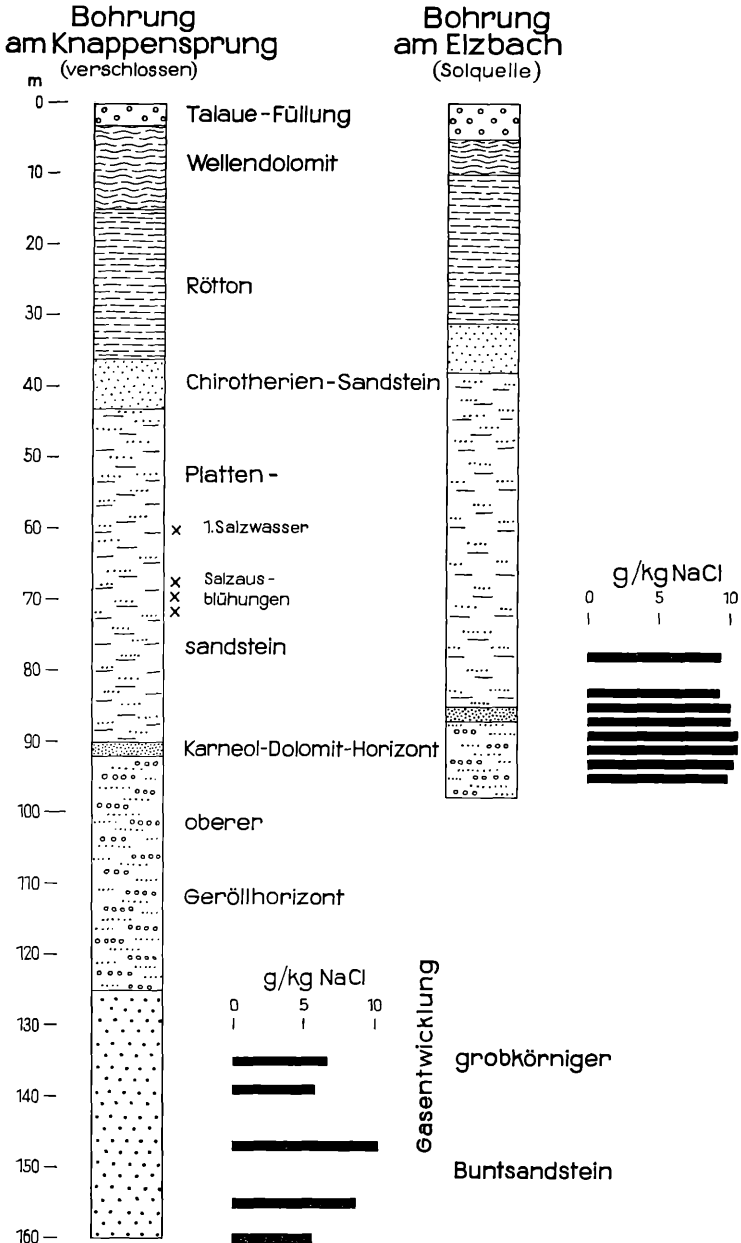 Bohrung
am Knappensprung
(verschlossen)
Bohrung
am Elzbach
(Solquelle)
m
0
10
20
30
40
50
60
70
80
90
100
110
120
130
140
150
160
Talaue-Füllung
Wellendolomit
Rötton
Chirotherien-Sandstein
Platten-
x 1.Salzwasser
x Salzaus-
x blühungen
x
sandstein
Karneol-Dolomit-Horizont
oberer
Geröllhorizont
g/kg NaCl
0 5 10
g/kg NaCl
0 5 10
Gasentwicklung
grobkörniger
Buntsandstein